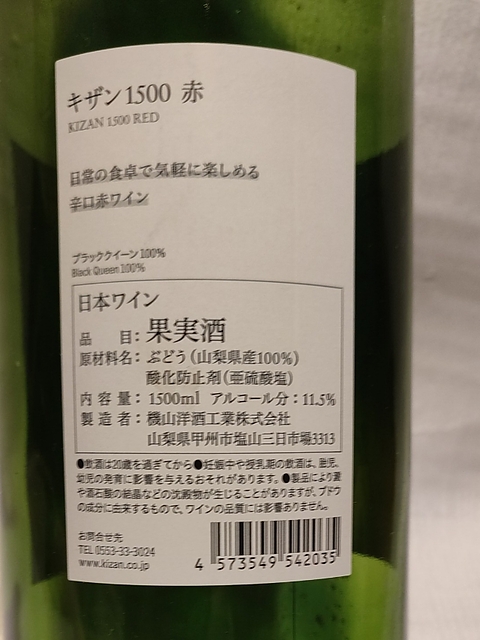 キザン1500 赤
KIZAN 1500 RED
日常の食卓で気軽に楽しめる
辛口赤ワイン
ブラッククイーン100%
Black Queen 100%
日本ワイン
品 目：果実酒
原材料名：ぶどう（山梨県産100%）
酸化防止剤（亜硫酸塩）
内容量：1500ml アルコール分：11.5%
製造者：機山洋酒工業株式会社
山梨県甲州市塩山三日市場3313
●飲酒は20歳を過ぎてから●妊娠中や授乳期の飲酒は、胎児、
幼児の発育に影響を与えるおそれがあります。●製品により澱
や酒石酸の結晶などの沈殿物が生じることがありますが、ブドウ
の成分に由来するもので、ワインの品質には影響ありません。
お問合せ先
TEL 0553-33-3024
www.kizan.co.jp
4 573549 542035